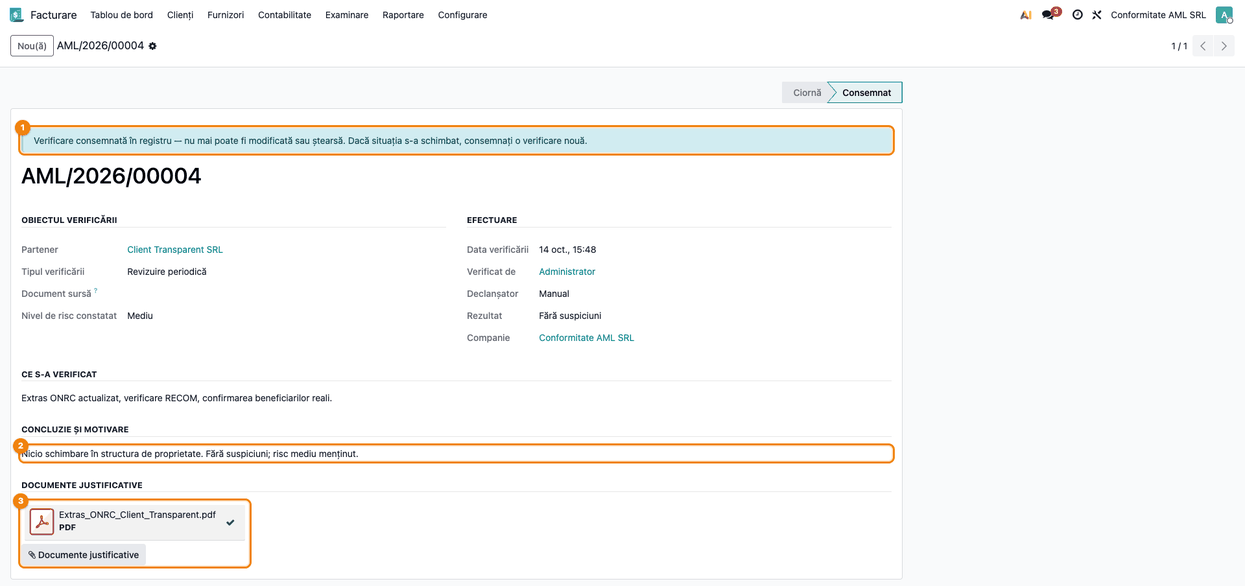 Facturare Tablou de bord Clienți Furnizori Contabilitate Examinare Raportare Configurare 3 Conformitate AML SRL A
Nou(ă) AML/2026/00004 1 / 1
Ciornă Consemnat
1
Verificare consemnată în registru — nu mai poate fi modificată sau ștearsă. Dacă situația s-a schimbat, consemnați o verificare nouă.
AML/2026/00004
OBIECTUL VERIFICĂRII EFECTUARE
Partener Client Transparent SRL Data verificării 14 oct., 15:48
Tipul verificării Revizuire periodică Verificat de Administrator
Document sursă ? Declanșator Manual
Nivel de risc constatat Mediu Rezultat Fără suspiciuni
Companie Conformitate AML SRL
CE S-A VERIFICAT
Extras ONRC actualizat, verificare RECOM, confirmarea beneficiarilor reali.
CONCLUZIE ȘI MOTIVARE
2
Nicio schimbare în structura de proprietate. Fără suspiciuni; risc mediu menținut.
DOCUMENTE JUSTIFICATIVE
3
Extras_ONRC_Client_Transparent.pdf
PDF
Documente justificative